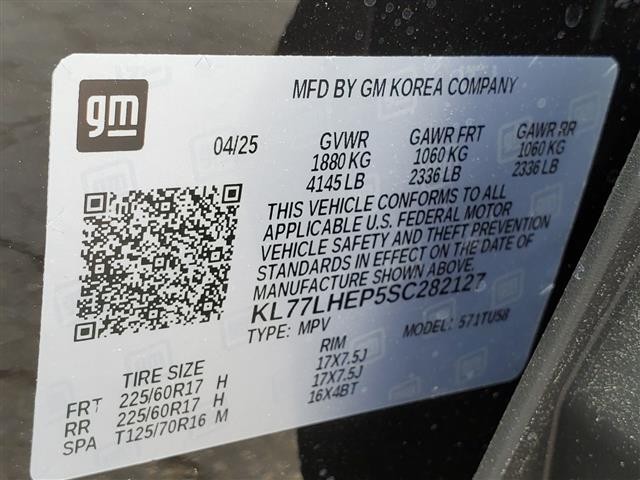 gm
MFD BY GM KOREA COMPANY
04/25 GVWR GAWR FRT GAWR RR
1880 KG 1060 KG 1060 KG
4145 LB 2336 LB 2336 LB
THIS VEHICLE CONFORMS TO ALL
APPLICABLE U.S. FEDERAL MOTOR
VEHICLE SAFETY AND THEFT PREVENTION
STANDARDS IN EFFECT ON THE DATE OF
MANUFACTURE SHOWN ABOVE.
KL77LHEP5SC282127
TYPE: MPV MODEL: 571TU58
TIRE SIZE RIM
FRT 225/60R17 H 17X7.5J
RR 225/60R17 H 17X7.5J
SPA T125/70R16 M 16X4BT